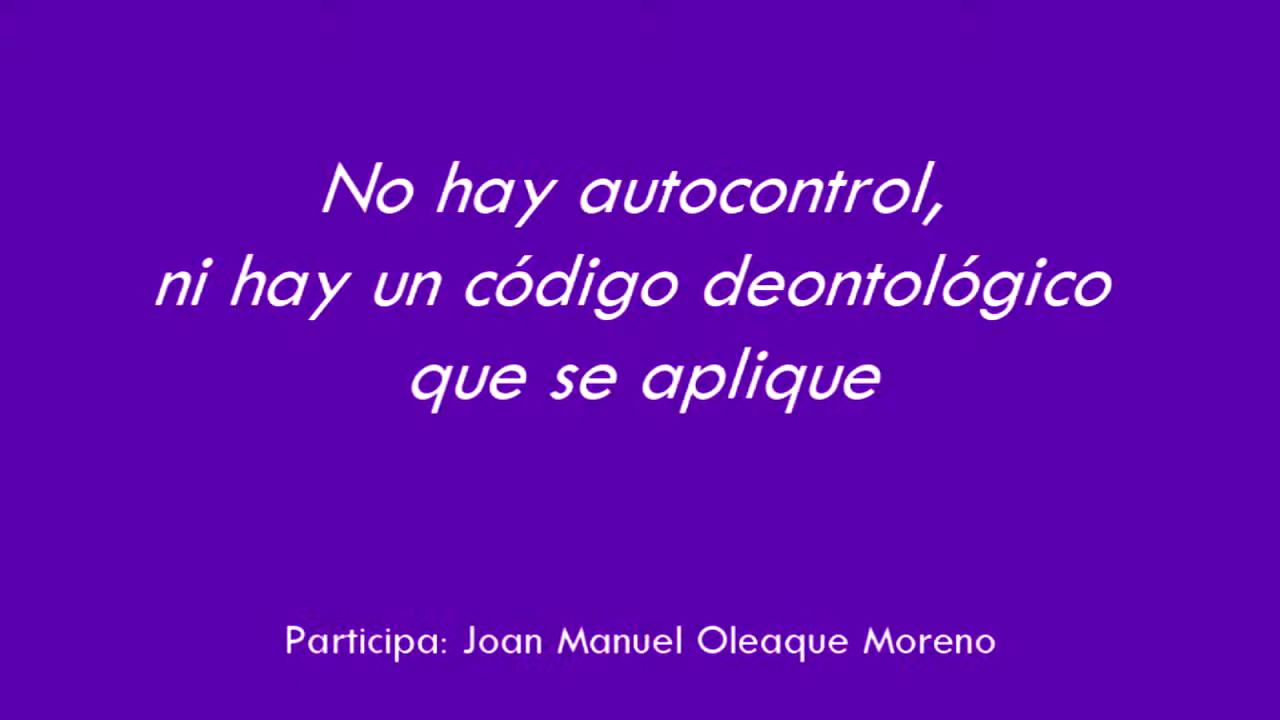 No hay autocontrol,
ni hay un código deontológico
que se aplique
Participa: Joan Manuel Oleaque Moreno